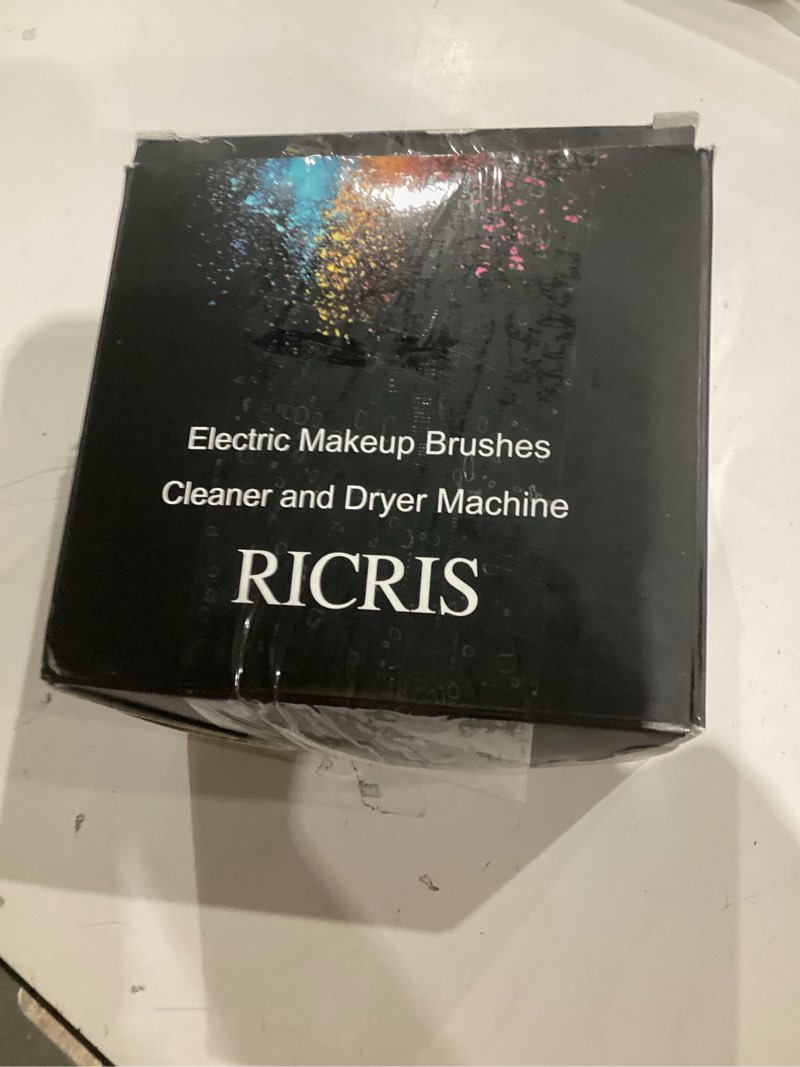 Electric Makeup Brushes
Cleaner and Dryer Machine
RICRIS